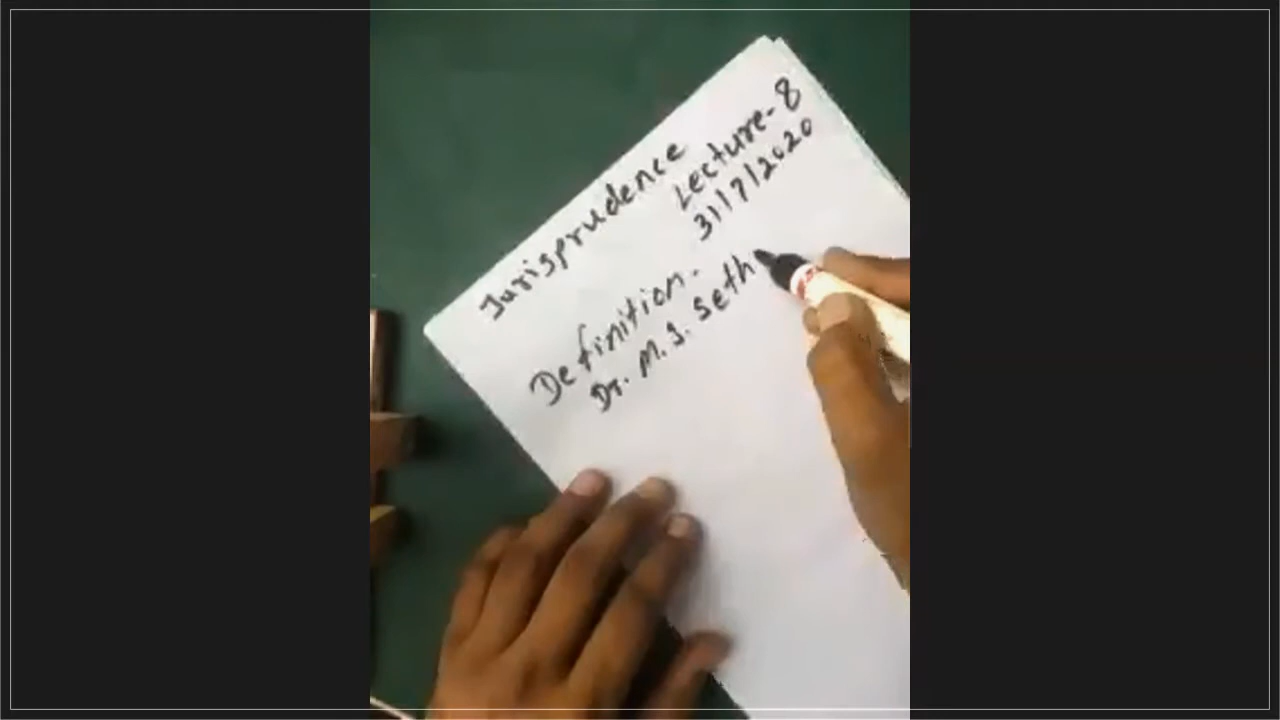 Jurisprudence
Lecture-8
31/7/2020
Definition-
Dr. M. S. Seth